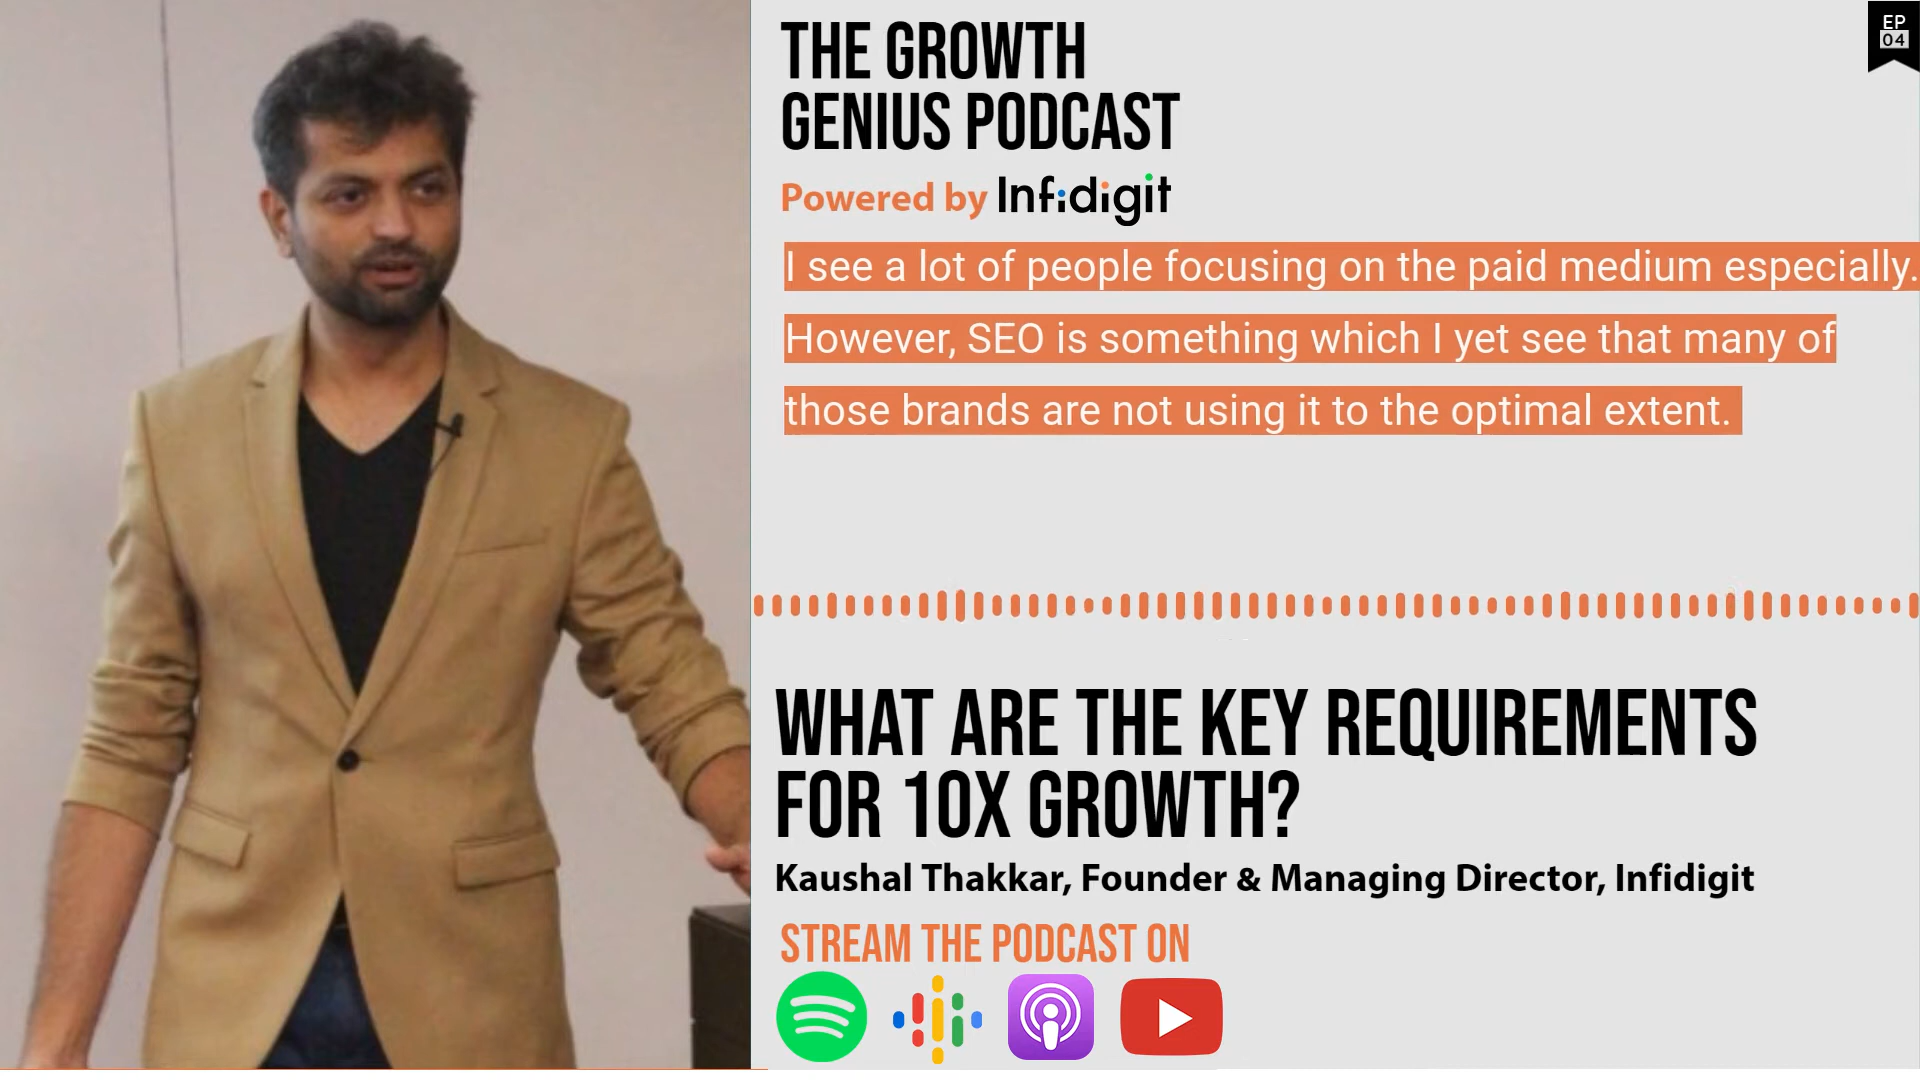 THE GROWTH
GENIUS PODCAST
EP
04
Powered by Infidigit
I see a lot of people focusing on the paid medium especially.
However, SEO is something which I yet see that many of
those brands are not using it to the optimal extent.
WHAT ARE THE KEY REQUIREMENTS
FOR 10X GROWTH?
Kaushal Thakkar, Founder & Managing Director, Infidigit
STREAM THE PODCAST ON